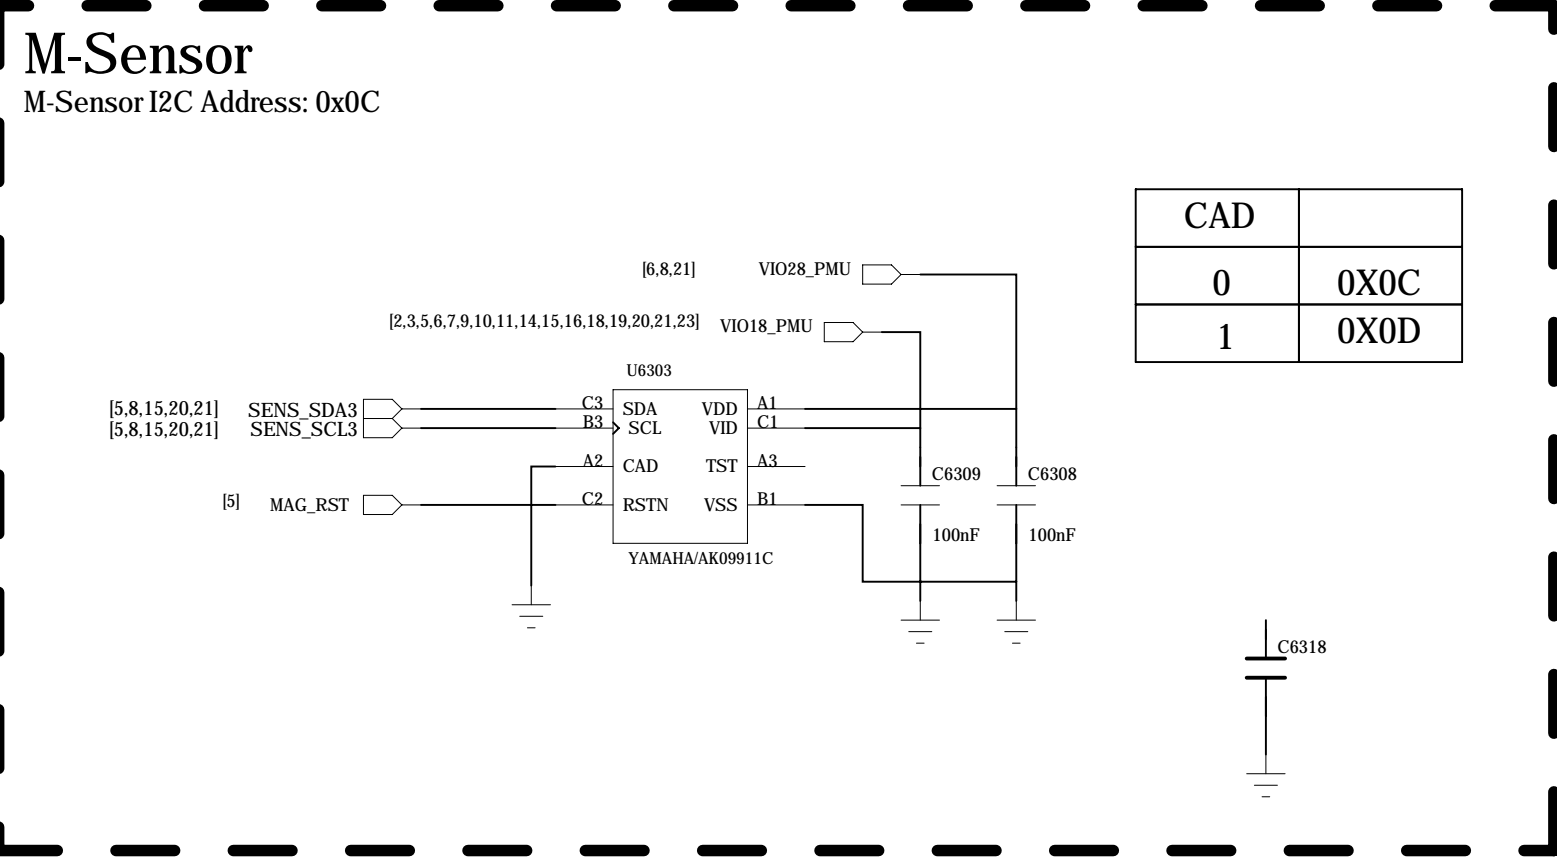 M-Sensor
M-Sensor I2C Address: 0x0C
CAD
0 0X0C
1 0X0D
[6,8,21] VIO28_PMU
[2,3,5,6,7,9,10,11,14,15,16,18,19,20,21,23] VIO18_PMU
U6303
[5,8,15,20,21] SENS_SDA3 C3 SDA VDD A1
[5,8,15,20,21] SENS_SCL3 B3 SCL VID C1
A2 CAD TST A3
C6309 C6308
[5] MAG_RST C2 RSTN VSS B1
100nF 100nF
YAMAHA/AK09911C
C6318